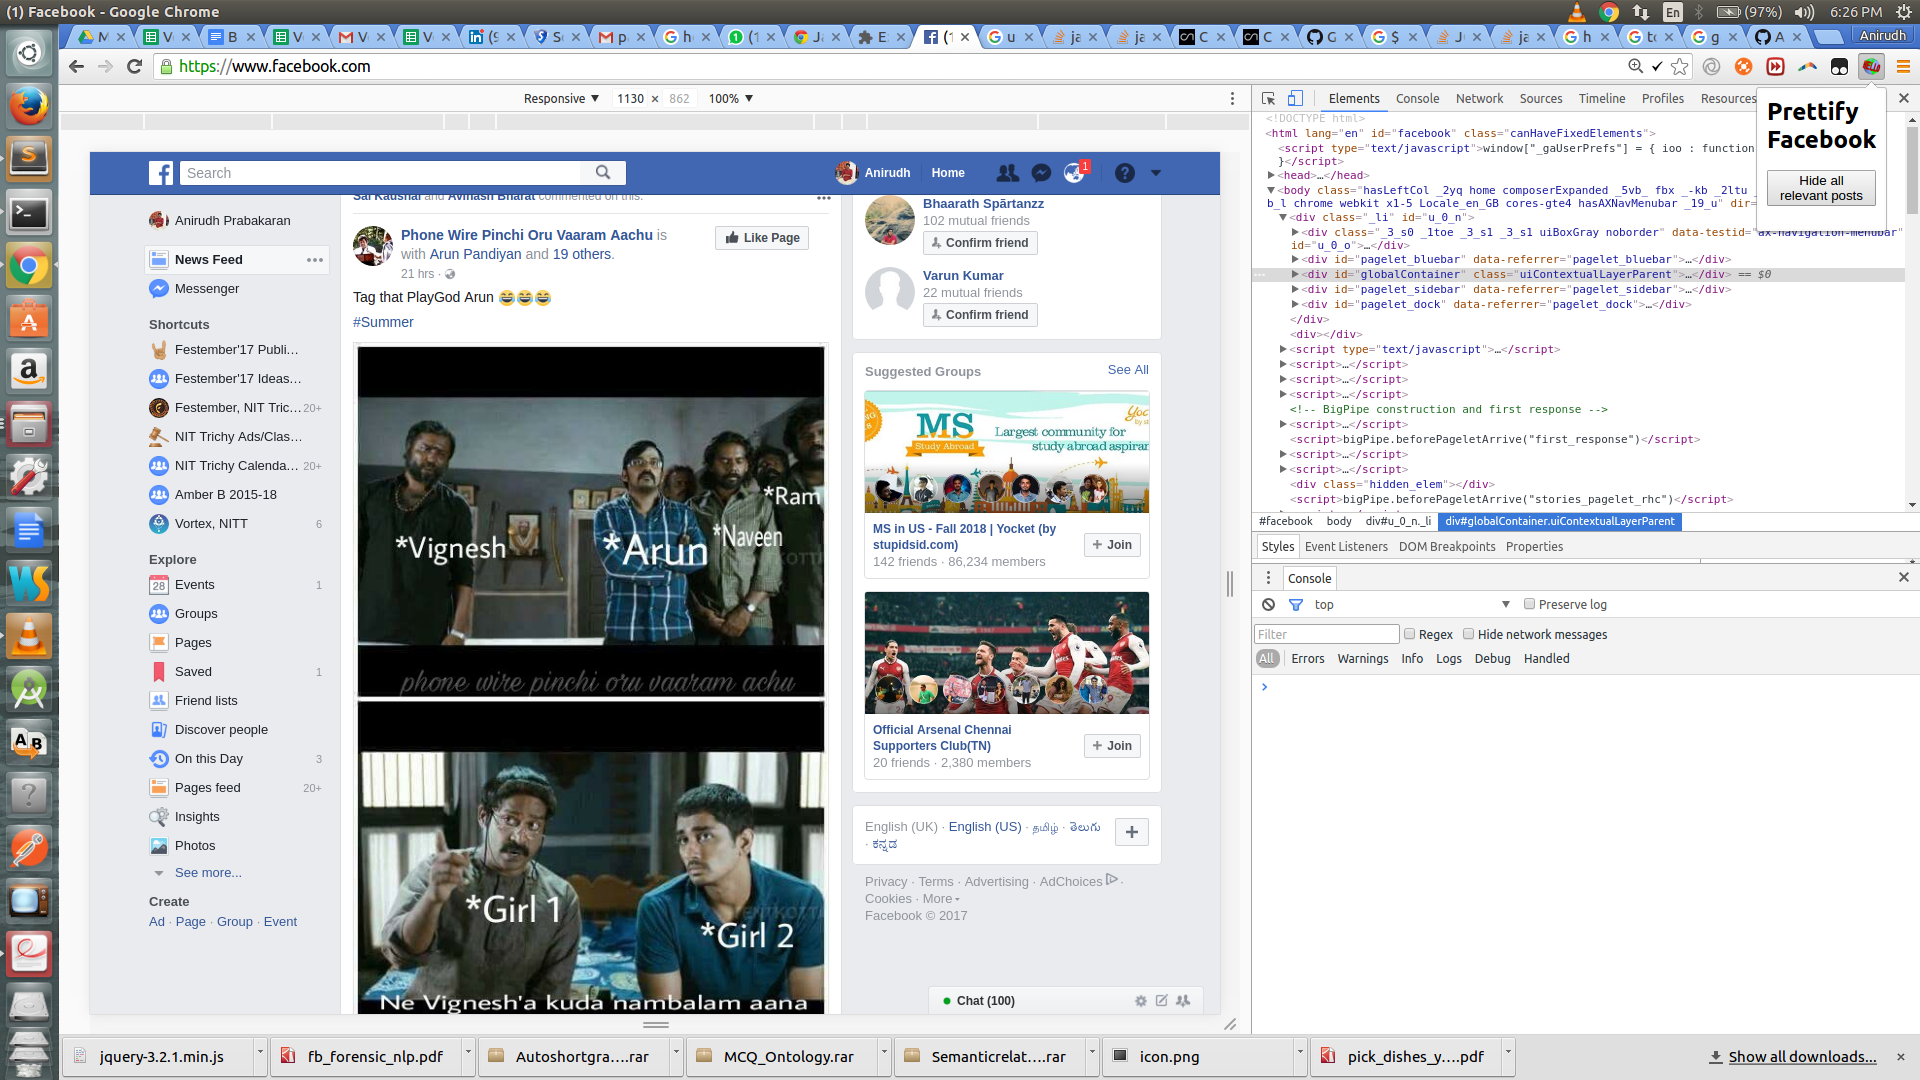 (1) Facebook - Google Chrome
En
(97%)
6:26 PM
Anirudh
https://www.facebook.com
Responsive ▼ 1130 × 862 100% ▼
Elements Console Network Sources Timeline Profiles Resources
Prettify
Facebook
Hide all
relevant posts
Search
Anirudh Home
1
Anirudh Prabakaran
News Feed
Messenger
Shortcuts
Festember'17 Publi…
Festember'17 Ideas…
Festember, NIT Tric… 20+
NIT Trichy Ads/Clas…
NIT Trichy Calenda… 20+
Amber B 2015-18
Vortex, NITT 6
Explore
28
Events 1
Groups
Pages
Saved 1
Friend lists
Discover people
On this Day 3
Pages feed 20+
Insights
Photos
See more...
Create
Ad · Page · Group · Event
Sai Kaushal and Avinash Bharat commented on this.
Phone Wire Pinchi Oru Vaaram Aachu is
with Arun Pandiyan and 19 others.
21 hrs ·
Like Page
Tag that PlayGod Arun 😂😂😂
#Summer
*Vignesh
*Arun
*Naveen
*Ram
phone wire pinchi oru vaaram achu
*Girl 1
*Girl 2
Ne Vignesh'a kuda nambalam aana
Bhaarath Spārtanzz
102 mutual friends
Confirm friend
Varun Kumar
22 mutual friends
Confirm friend
Suggested Groups See All
MS
Study Abroad
Largest community for
study abroad aspiran
Yoc
MS in US - Fall 2018 | Yocket (by
stupidsid.com)
142 friends · 86,234 members
+ Join
Official Arsenal Chennai
Supporters Club(TN)
20 friends · 2,380 members
+ Join
English (UK) · English (US) · தமிழ் · తెలుగు
· ಕನ್ನಡ
Privacy · Terms · Advertising · AdChoices ·
Cookies · More
Facebook © 2017
Chat (100)
<!DOCTYPE html>
<html lang="en" id="facebook" class="canHaveFixedElements">
<script type="text/javascript">window["_gaUserPrefs"] = { ioo : function
}</script>
▶<head>…</head>
▼<body class="hasLeftCol _2yq home composerExpanded _5vb_ fbx _-kb _2ltu
b_l chrome webkit x1-5 Locale_en_GB cores-gte4 hasAXNavMenubar _19_u" dir=
▼<div class="_li" id="u_0_n">
▶<div class="_3_s0 _1toe _3_s1 _3_s1 uiBoxGray noborder" data-testid="ax-navigation-menubar"
id="u_0_o">…</div>
▶<div id="pagelet_bluebar" data-referrer="pagelet_bluebar">…</div>
▶<div id="globalContainer" class="uiContextualLayerParent">…</div> == $0
▶<div id="pagelet_sidebar" data-referrer="pagelet_sidebar">…</div>
▶<div id="pagelet_dock" data-referrer="pagelet_dock">…</div>
</div>
<div></div>
▶<script type="text/javascript">…</script>
▶<script>…</script>
▶<script>…</script>
▶<script>…</script>
<!-- BigPipe construction and first response -->
▶<script>…</script>
<script>bigPipe.beforePageletArrive("first_response")</script>
▶<script>…</script>
▶<script>…</script>
<div class="hidden_elem"></div>
<script>bigPipe.beforePageletArrive("stories_pagelet_rhc")</script>
#facebook body div#u_0_n._li div#globalContainer.uiContextualLayerParent
Styles Event Listeners DOM Breakpoints Properties
Console
top ▼ Preserve log
Filter Regex Hide network messages
All Errors Warnings Info Logs Debug Handled
jquery-3.2.1.min.js
fb_forensic_nlp.pdf
Autoshortgra….rar
MCQ_Ontology.rar
Semanticrelat….rar
icon.png
pick_dishes_y….pdf
Show all downloads...